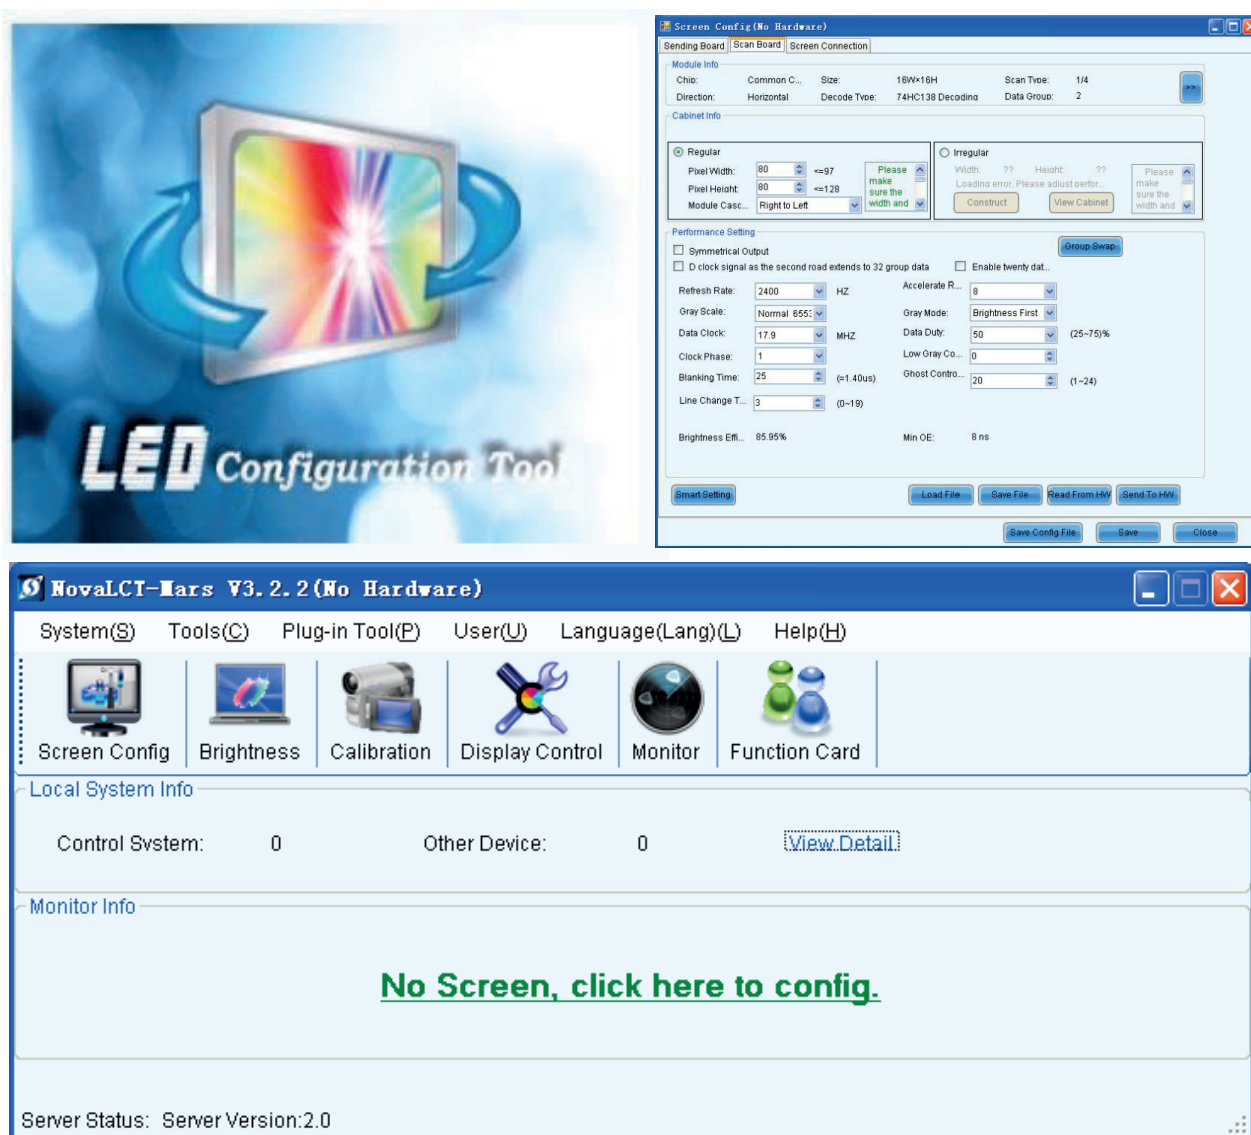 LED Configuration Tool
Screen Config(No Hardware)
Sending Board Scan Board Screen Connection
Module Info
Chip: Common C... Size: 16W×16H Scan Type: 1/4
Direction: Horizontal Decode Type: 74HC138 Decoding Data Group: 2
>>
Cabinet Info
Regular
Pixel Width: 80 <=97
Pixel Height: 80 <=128
Module Casc... Right to Left
Please
make
sure the
width and
Irregular
Width: ?? Height: ??
Loading error. Please adjust perfor...
Construct View Cabinet
Please
make
sure the
width and
Performance Setting
Symmetrical Output Group Swap
D clock signal as the second road extends to 32 group data Enable twenty dat...
Refresh Rate: 2400 HZ Accelerate R... 8
Gray Scale: Normal 6553 Gray Mode: Brightness First
Data Clock: 17.9 MHZ Data Duty: 50 (25~75)%
Clock Phase: 1 Low Gray Co... 0
Blanking Time: 25 (=1.40us) Ghost Contro... 20 (1~24)
Line Change T... 3 (0~19)
Brightness Effi... 85.95% Min OE: 8 ns
Smart Setting Load File Save File Read From HW Send To HW
Save Config File Save Close
NovaLCT-Mars V3.2.2(No Hardware)
System(S) Tools(C) Plug-in Tool(P) User(U) Language(Lang)(L) Help(H)
Screen Config Brightness Calibration Display Control Monitor Function Card
Local System Info
Control System: 0 Other Device: 0 View Detail
Monitor Info
No Screen, click here to config.
Server Status: Server Version:2.0